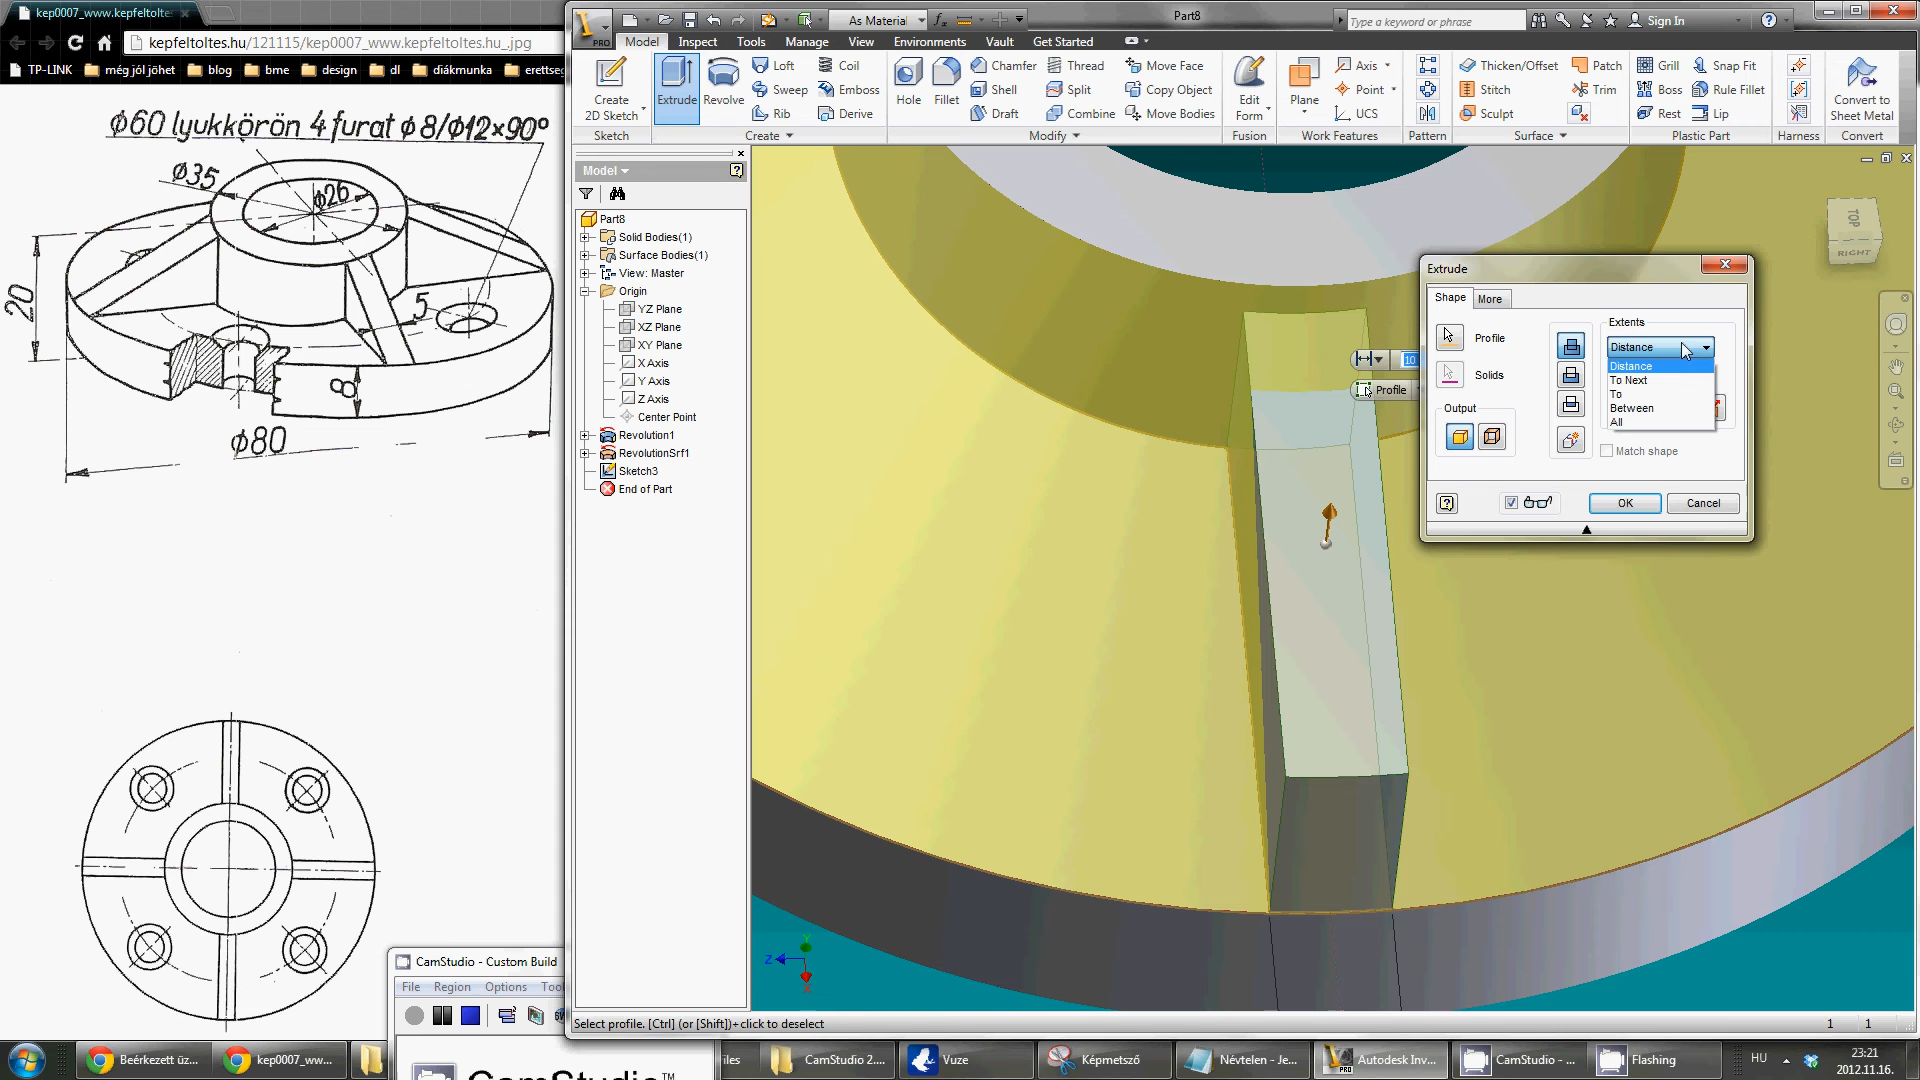 kep0007_www.kepfeltoltes
kepfeltoltes.hu/121115/kep0007_www.kepfeltoltes.hu_.jpg
TP-LINK
még jól jöhet
blog
bme
design
dl
diákmunka
erettseg
ϕ60 lyukkörön 4 furat ϕ8/ϕ12×90°
ϕ35
ϕ26
20
5
8
ϕ80
PRO
As Material
Part8
Type a keyword or phrase
Sign In
Model
Inspect
Tools
Manage
View
Environments
Vault
Get Started
Create
2D Sketch
Sketch
Extrude
Revolve
Loft
Sweep
Rib
Coil
Emboss
Derive
Create
Hole
Fillet
Chamfer
Shell
Draft
Thread
Split
Combine
Move Face
Copy Object
Move Bodies
Modify
Edit
Form
Fusion
Plane
Axis
Point
UCS
Work Features
Pattern
Thicken/Offset
Stitch
Sculpt
Patch
Trim
Surface
Grill
Boss
Rest
Snap Fit
Rule Fillet
Lip
Plastic Part
Harness
Convert to
Sheet Metal
Convert
Model
Part8
Solid Bodies(1)
Surface Bodies(1)
View: Master
Origin
YZ Plane
XZ Plane
XY Plane
X Axis
Y Axis
Z Axis
Center Point
Revolution1
RevolutionSrf1
Sketch3
End of Part
TOP
RIGHT
10
Profile
Extrude
Shape
More
Profile
Solids
Output
Extents
Distance
Distance
To Next
To
Between
All
Match shape
OK
Cancel
Z
Y
X
CamStudio - Custom Build
File
Region
Options
Tool
CamStudio™
Select profile. [Ctrl] (or [Shift])+click to deselect
1
1
Beérkezett üz...
kep0007_ww...
iles
CamStudio 2....
Vuze
Képmetsző
Névtelen - Je...
Autodesk Inv...
CamStudio - ...
Flashing
HU
23:21
2012.11.16.